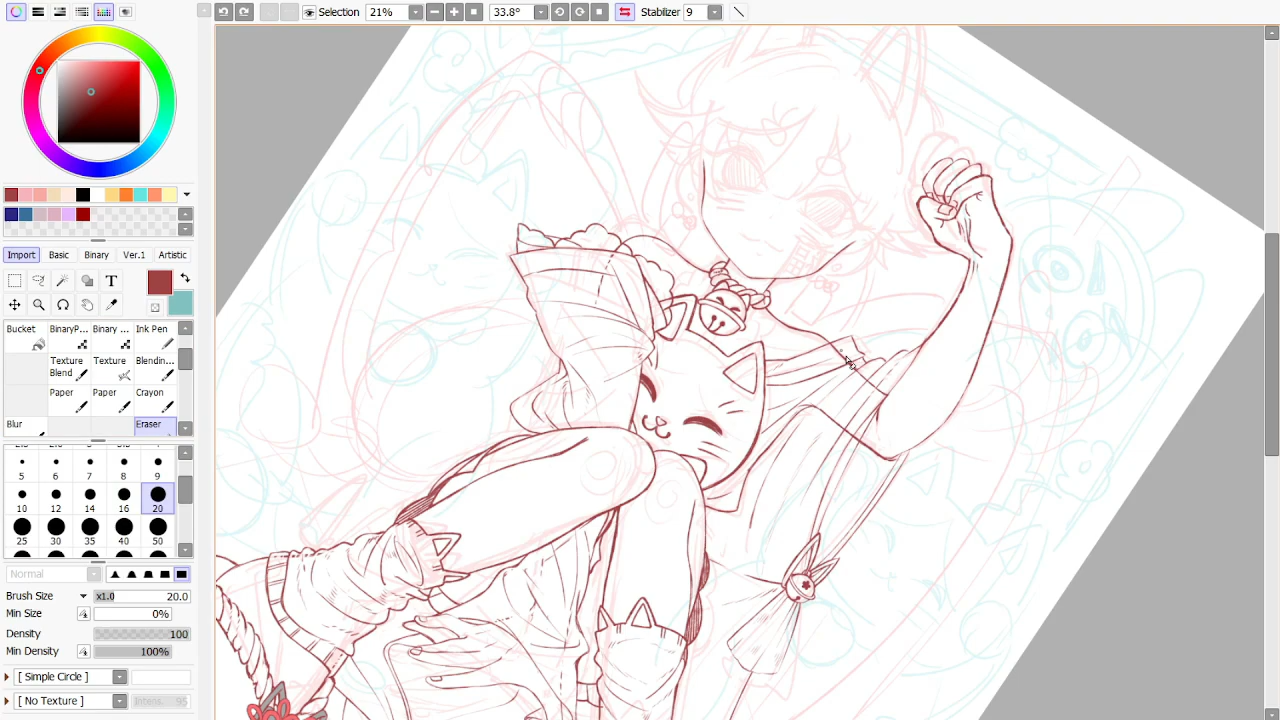 Selection 21% 33.8° Stabilizer 9
Import Basic Binary Ver.1 Artistic
T
Bucket BinaryP... Binary ... Ink Pen
Texture Blend Texture Blendin...
Paper Paper Crayon
Blur Eraser
5 6 7 8 9
10 12 14 16 20
25 30 35 40 50
Normal
Brush Size x1.0 20.0
Min Size 0%
Density 100
Min Density 100%
[ Simple Circle ]
[ No Texture ] Intens. 95